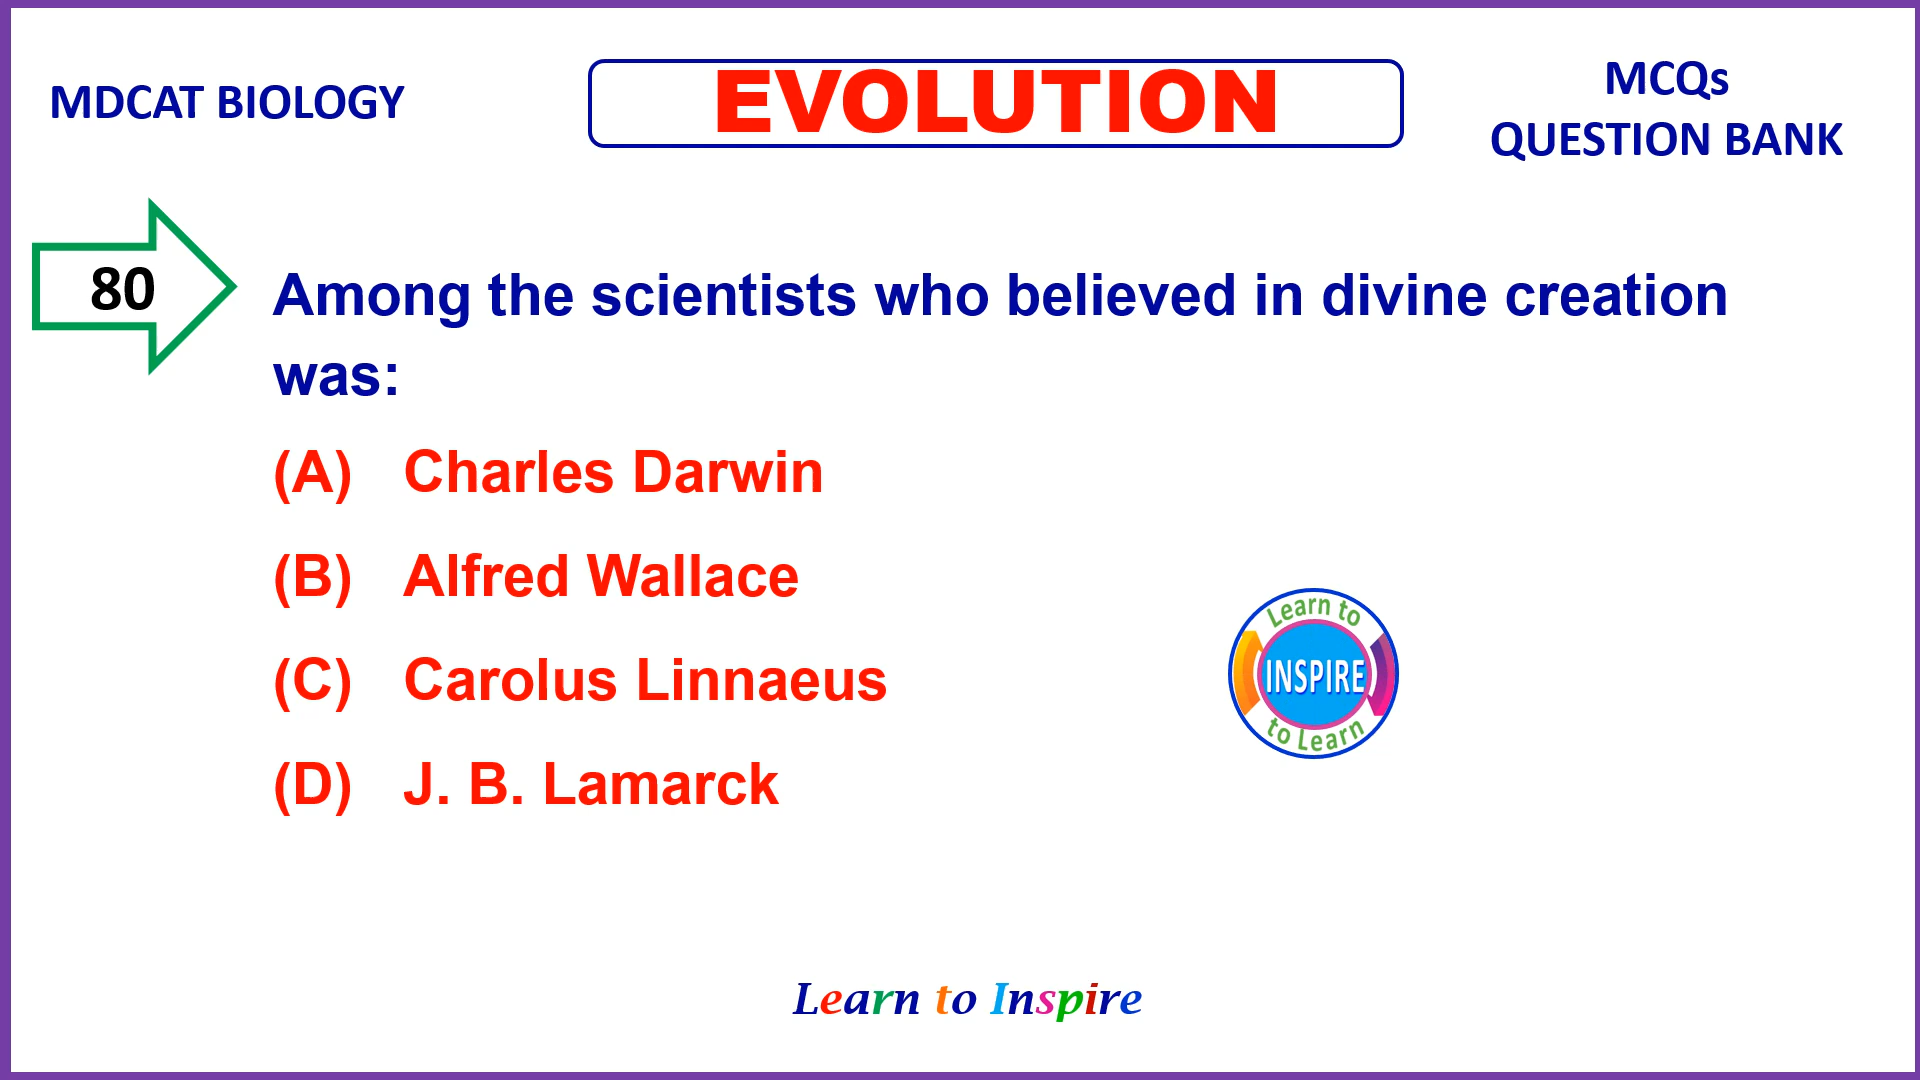 MDCAT BIOLOGY
EVOLUTION
MCQs
QUESTION BANK
80
Among the scientists who believed in divine creation
was:
(A) Charles Darwin
(B) Alfred Wallace
(C) Carolus Linnaeus
(D) J. B. Lamarck
Learn to
INSPIRE
to Learn
Learn to Inspire